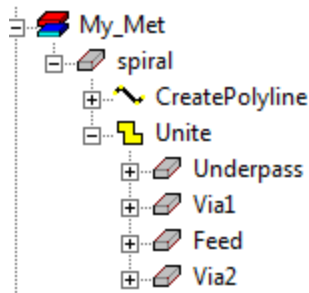 My_Met
spiral
CreatePolyline
Unite
Underpass
Via1
Feed
Via2